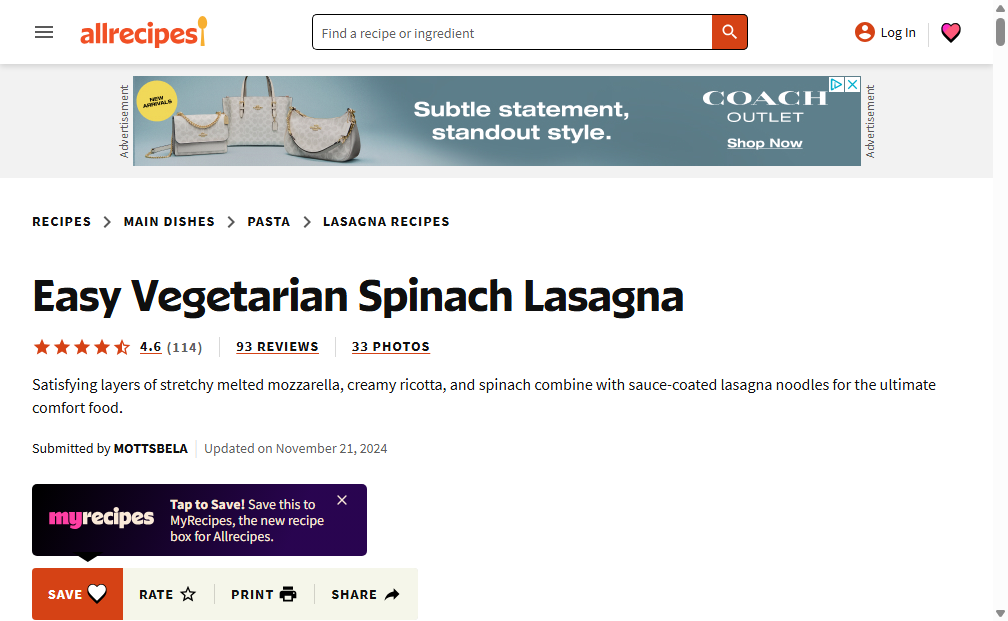 allrecipes
Find a recipe or ingredient
Log In
Advertisement
NEW ARRIVALS
Subtle statement,
standout style.
COACH
OUTLET
Shop Now
Advertisement
RECIPES > MAIN DISHES > PASTA > LASAGNA RECIPES
Easy Vegetarian Spinach Lasagna
4.6 (114) 93 REVIEWS 33 PHOTOS
Satisfying layers of stretchy melted mozzarella, creamy ricotta, and spinach combine with sauce-coated lasagna noodles for the ultimate
comfort food.
Submitted by MOTTSBELA Updated on November 21, 2024
myrecipes
Tap to Save! Save this to
MyRecipes, the new recipe
box for Allrecipes.
SAVE RATE PRINT SHARE